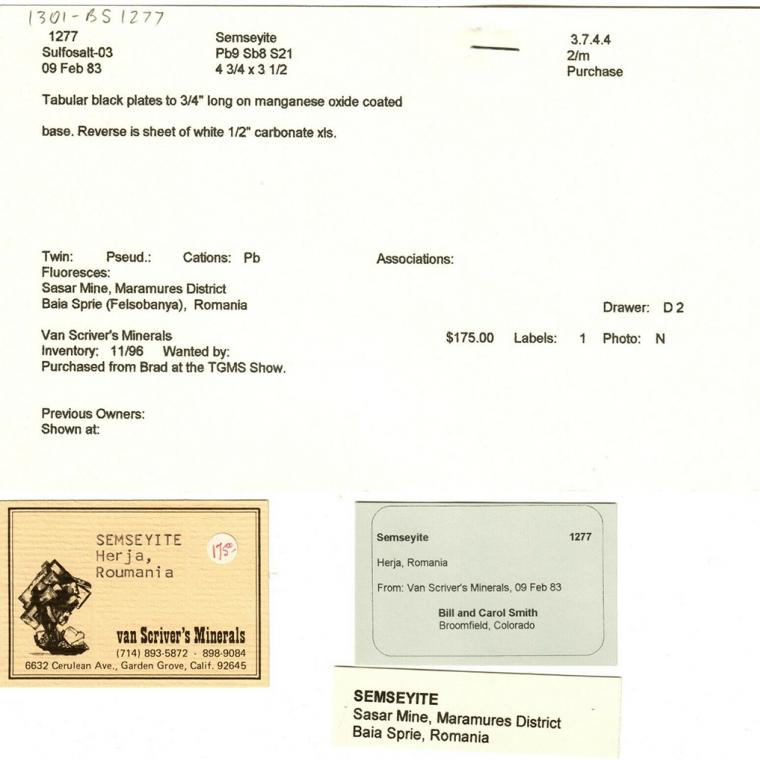 1301-BS 1277
1277 Semseyite 3.7.4.4
Sulfosalt-03 Pb9 Sb8 S21 2/m
09 Feb 83 4 3/4 x 3 1/2 Purchase
Tabular black plates to 3/4" long on manganese oxide coated
base. Reverse is sheet of white 1/2" carbonate xls.
Twin: Pseud.: Cations: Pb Associations:
Fluoresces:
Sasar Mine, Maramures District
Baia Sprie (Felsobanya), Romania
Drawer: D 2
Van Scriver's Minerals $175.00 Labels: 1 Photo: N
Inventory: 11/96 Wanted by:
Purchased from Brad at the TGMS Show.
Previous Owners:
Shown at:
SEMSEYITE
Herja,
Roumania
175-
van Scriver's Minerals
(714) 893-5872 - 898-9084
6632 Cerulean Ave., Garden Grove, Calif. 92645
Semseyite 1277
Herja, Romania
From: Van Scriver's Minerals, 09 Feb 83
Bill and Carol Smith
Broomfield, Colorado
SEMSEYITE
Sasar Mine, Maramures District
Baia Sprie, Romania